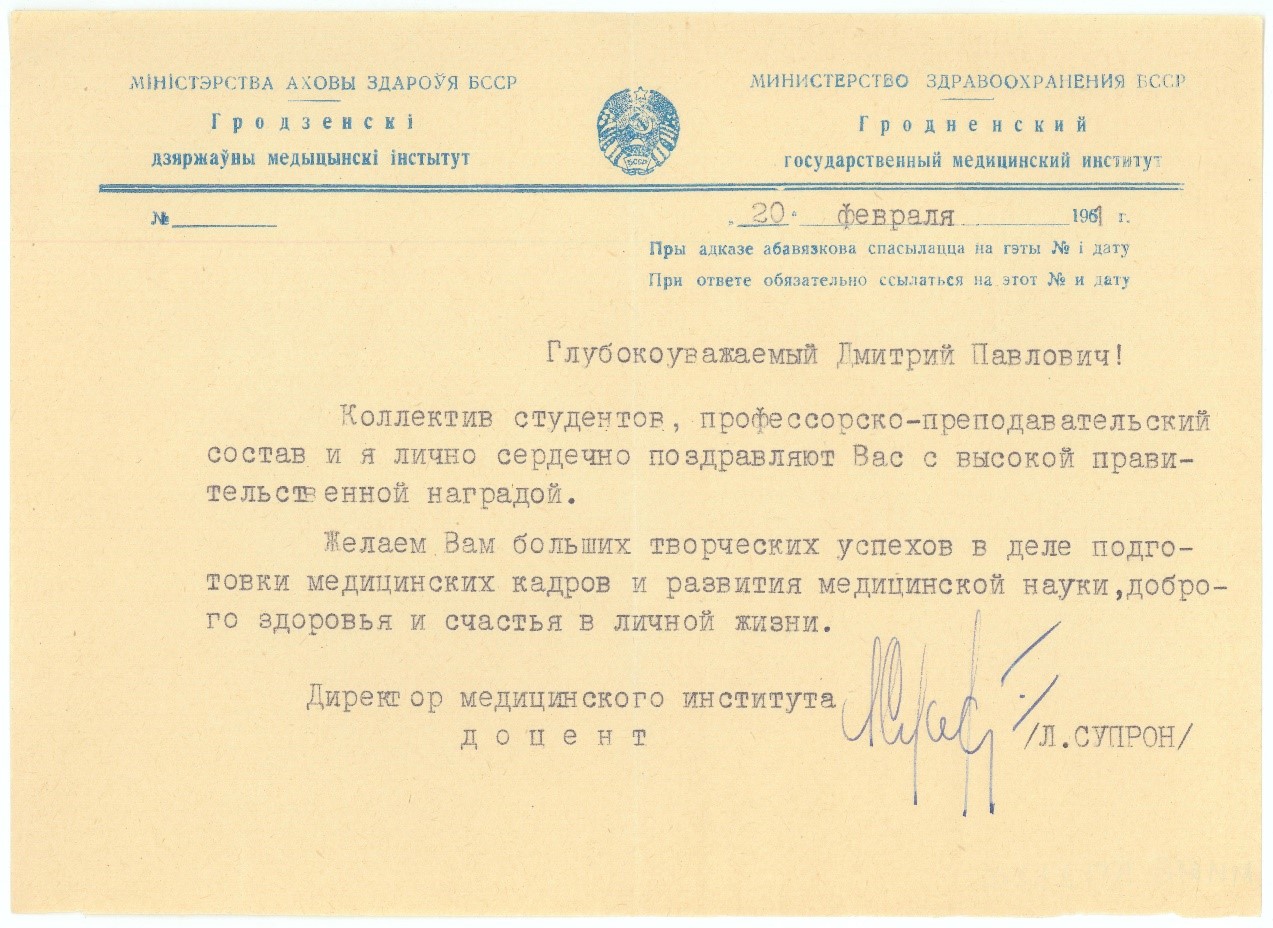 МІНІСТЭРСТВА АХОВЫ ЗДАРОЎЯ БССР
Гродзенскі
дзяржаўны медыцынскі інстытут
БССР
МИНИСТЕРСТВО ЗДРАВООХРАНЕНИЯ БССР
Гродненский
государственный медицинский институт
№
„20“ февраля 1961 г.
Пры адказе абавязкова спасылацца на гэты № і дату
При ответе обязательно ссылаться на этот № и дату
Глубокоуважаемый Дмитрий Павлович!
Коллектив студентов, профессорско-преподавательский
состав и я лично сердечно поздравляют Вас с высокой прави-
тельственной наградой.
Желаем Вам больших творческих успехов в деле подго-
товки медицинских кадров и развития медицинской науки,добро-
го здоровья и счастья в личной жизни.
Директор медицинского института
доцент /Л.СУПРОН/